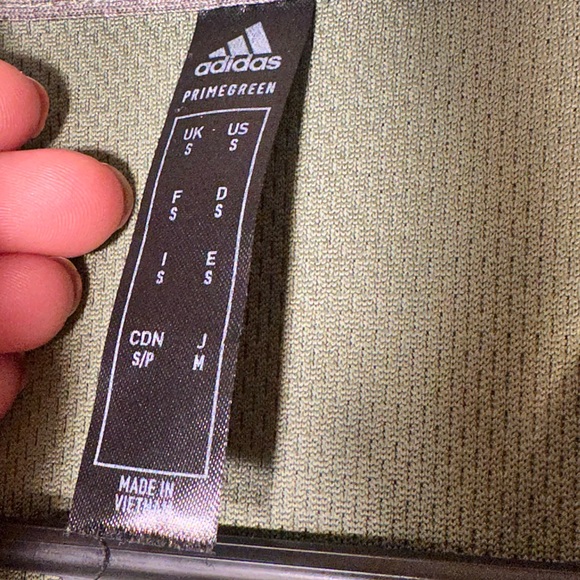 adidas
PRIMEGREEN
UK US
S S
F D
S S
I E
S S
CDN J
S/P M
MADE IN
VIETNAM